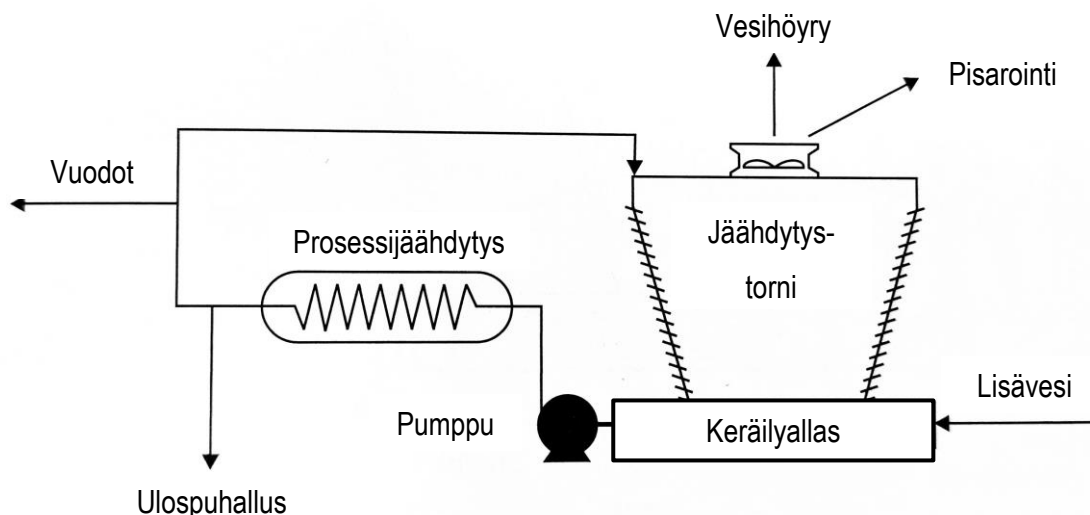 Vesihöyry
Pisarointi
Vuodot
Prosessijäähdytys
Jäähdytys-
torni
Lisävesi
Pumppu
Keräilyallas
Ulospuhallus